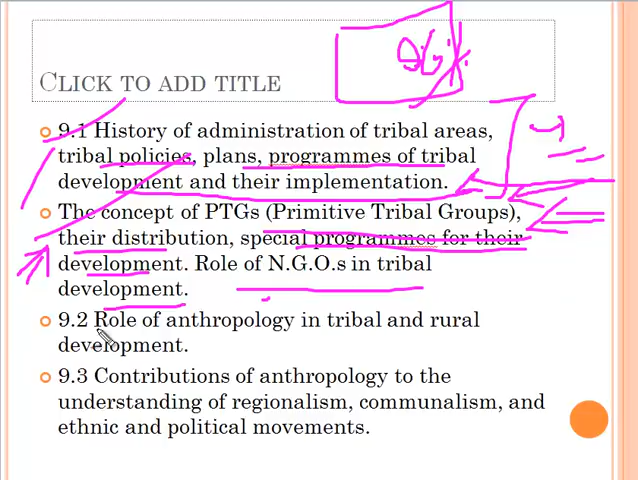 CLICK TO ADD TITLE
9.1 History of administration of tribal areas,
tribal policies, plans, programmes of tribal
development and their implementation.
The concept of PTGs (Primitive Tribal Groups),
their distribution, special programmes for their
development. Role of N.G.O.s in tribal
development.
9.2 Role of anthropology in tribal and rural
development.
9.3 Contributions of anthropology to the
understanding of regionalism, communalism, and
ethnic and political movements.